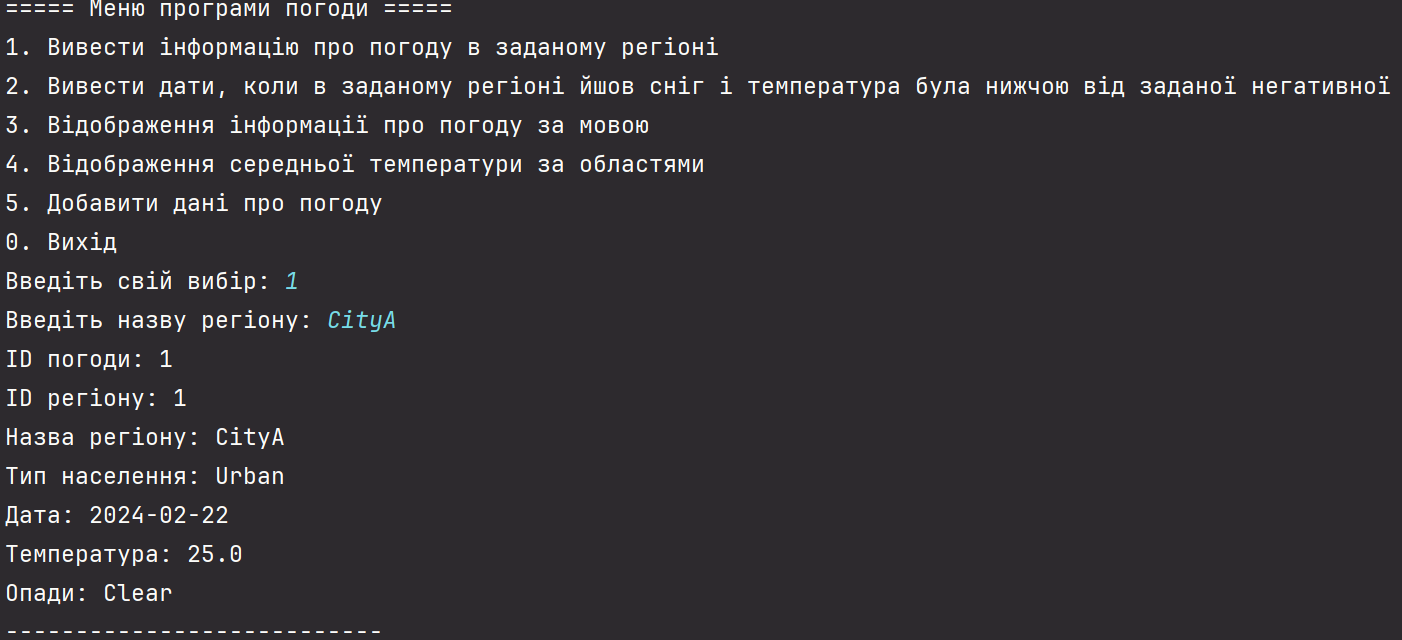 ===== Меню програми погоди =====
1. Вивести інформацію про погоду в заданому регіоні
2. Вивести дати, коли в заданому регіоні йшов сніг і температура була нижчою від заданої негативної
3. Відображення інформації про погоду за мовою
4. Відображення середньої температури за областями
5. Добавити дані про погоду
0. Вихід
Введіть свій вибір: 1
Введіть назву регіону: CityA
ID погоди: 1
ID регіону: 1
Назва регіону: CityA
Тип населення: Urban
Дата: 2024-02-22
Температура: 25.0
Опади: Clear
---------------------------